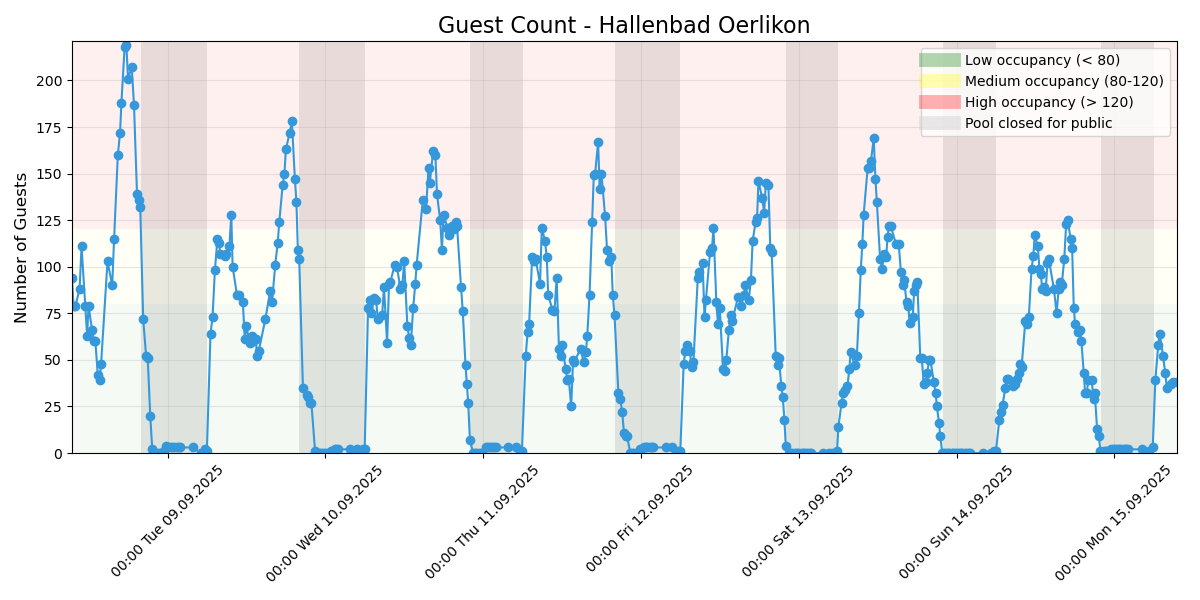 Guest Count - Hallenbad Oerlikon
Low occupancy (< 80)
Medium occupancy (80-120)
High occupancy (> 120)
Pool closed for public
Number of Guests
200
175
150
125
100
75
50
25
0
00:00 Tue 09.09.2025
00:00 Wed 10.09.2025
00:00 Thu 11.09.2025
00:00 Fri 12.09.2025
00:00 Sat 13.09.2025
00:00 Sun 14.09.2025
00:00 Mon 15.09.2025